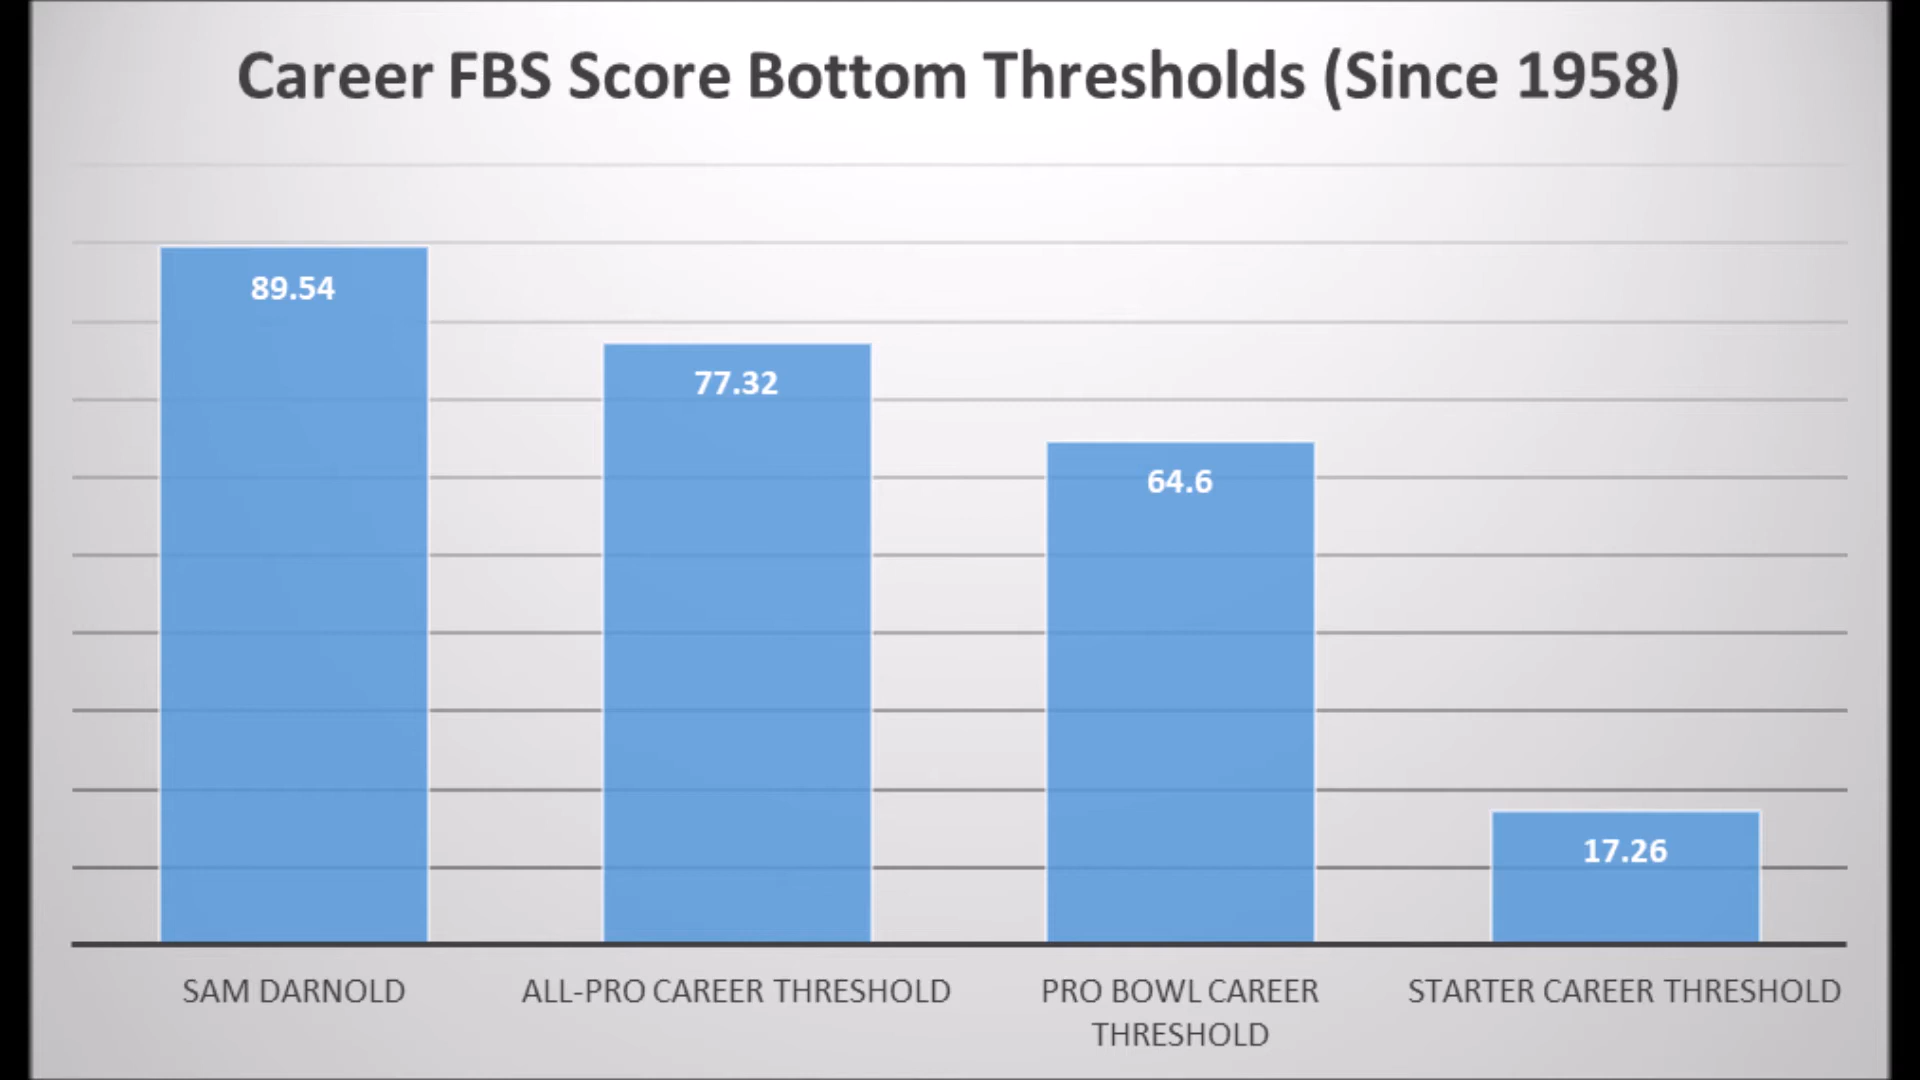 Career FBS Score Bottom Thresholds (Since 1958)
89.54
77.32
64.6
17.26
SAM DARNOLD
ALL-PRO CAREER THRESHOLD
PRO BOWL CAREER
THRESHOLD
STARTER CAREER THRESHOLD